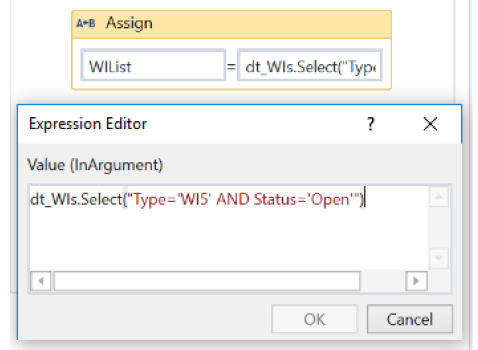 A+B Assign
WIList = dt_WIs.Select("Type
Expression Editor ? X
Value (InArgument)
dt_WIs.Select("Type='WI5' AND Status='Open'")
OK Cancel